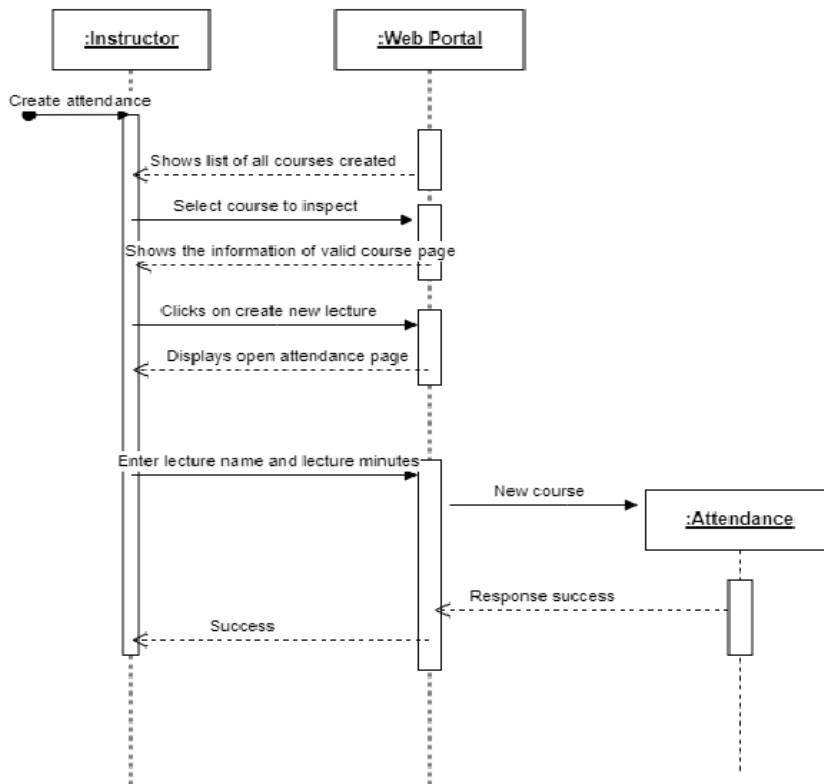 :Instructor
:Web Portal
Create attendance
Shows list of all courses created
Select course to inspect
Shows the information of valid course page
Clicks on create new lecture
Displays open attendance page
Enter lecture name and lecture minutes
New course
:Attendance
Response success
Success